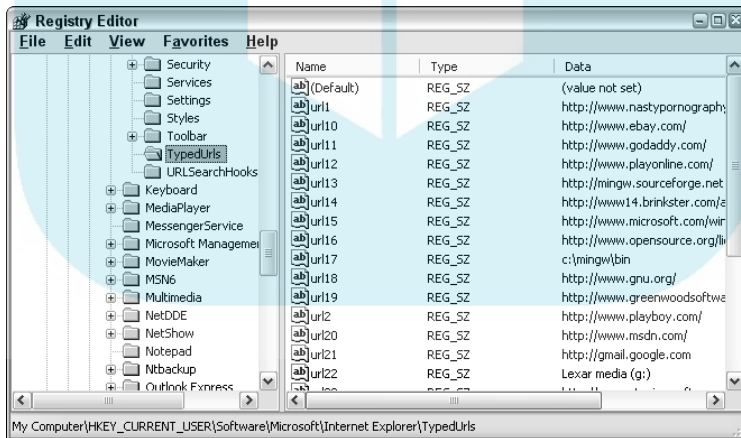 Registry Editor
File Edit View Favorites Help
Security
Services
Settings
Styles
Toolbar
TypedUrls
URLSearchHooks
Keyboard
MediaPlayer
MessengerService
Microsoft Managemen
MovieMaker
MSN6
Multimedia
NetDDE
NetShow
Notepad
Ntbackup
Outlook Express
Name Type Data
(Default) REG_SZ (value not set)
url1 REG_SZ http://www.nastypornography
url10 REG_SZ http://www.ebay.com/
url11 REG_SZ http://www.godaddy.com/
url12 REG_SZ http://www.playonline.com/
url13 REG_SZ http://mingw.sourceforge.net
url14 REG_SZ http://www14.brinkster.com/a
url15 REG_SZ http://www.microsoft.com/wir
url16 REG_SZ http://www.opensource.org/li
url17 REG_SZ c:\mingw\bin
url18 REG_SZ http://www.gnu.org/
url19 REG_SZ http://www.greenwoodsoftwa
url2 REG_SZ http://www.playboy.com/
url20 REG_SZ http://www.msdn.com/
url21 REG_SZ http://gmail.google.com
url22 REG_SZ Lexar media (g:)
My Computer\HKEY_CURRENT_USER\Software\Microsoft\Internet Explorer\TypedUrls